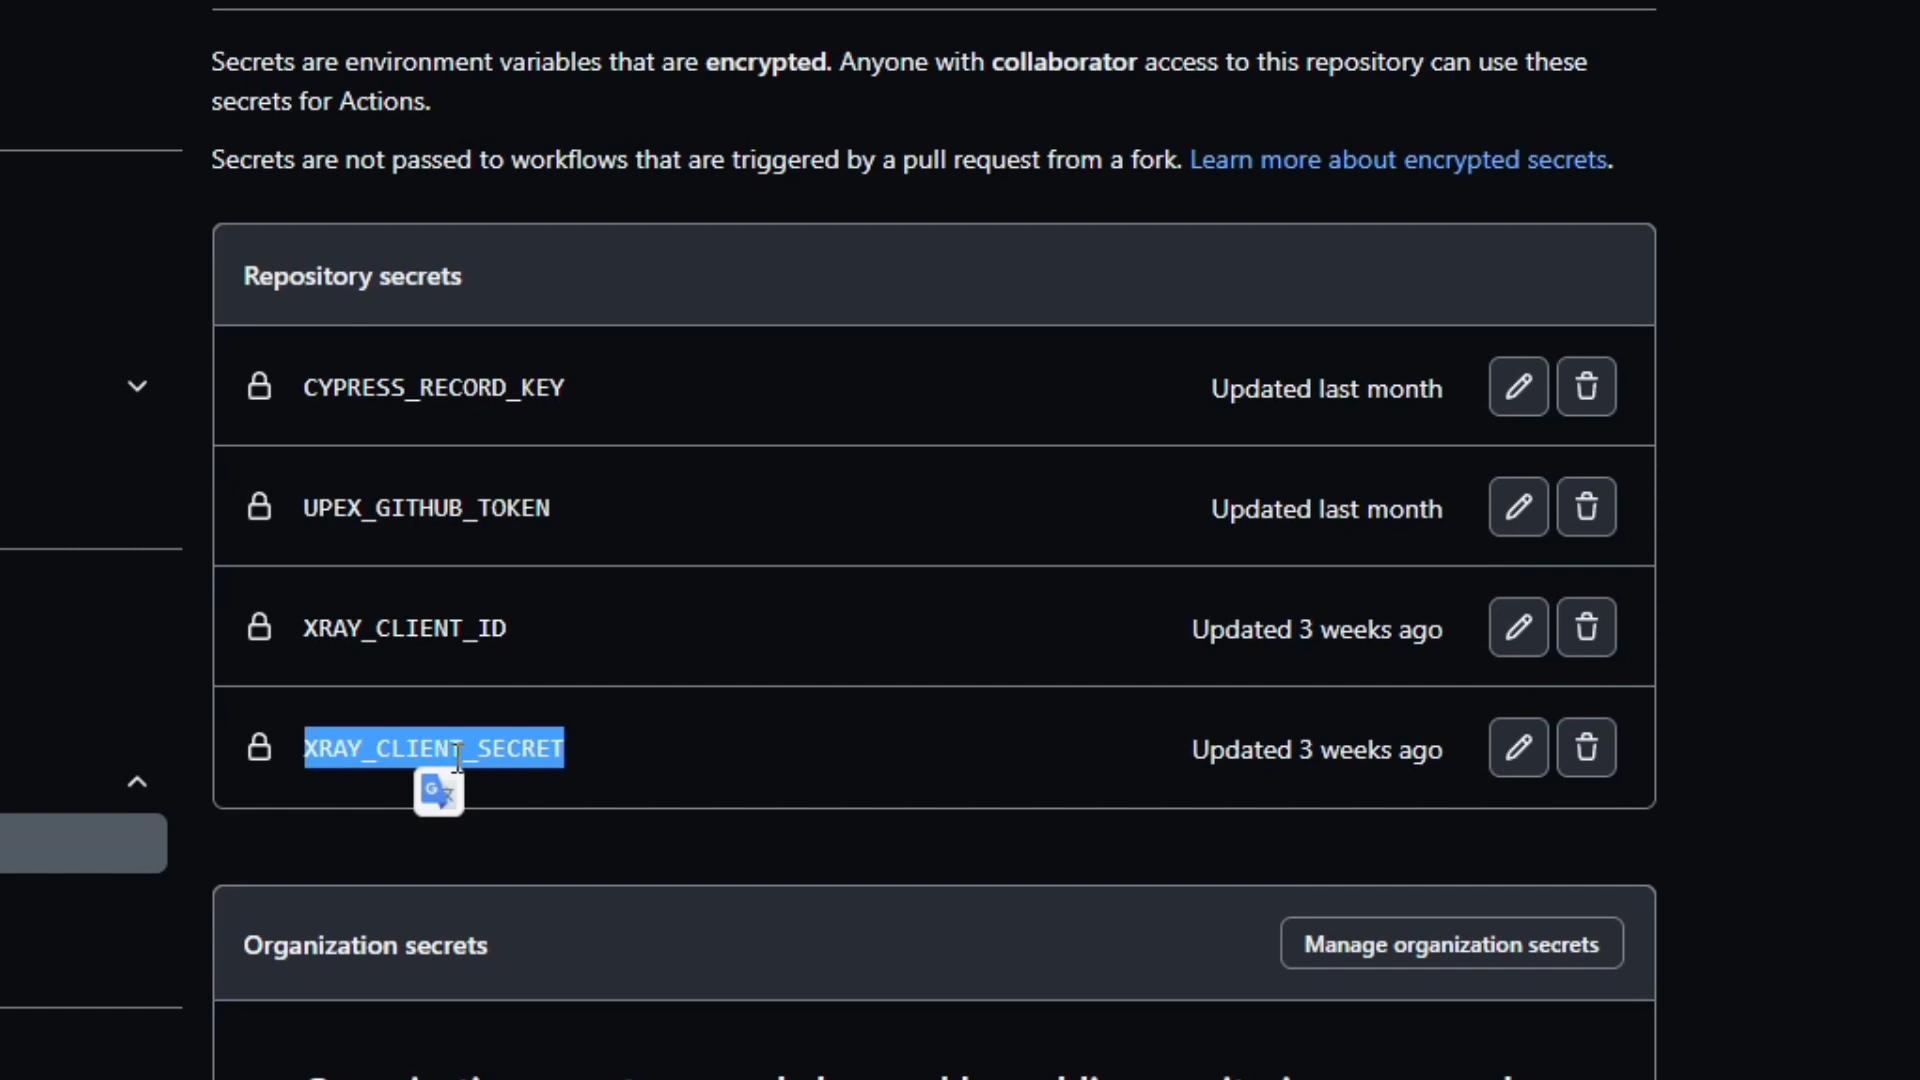 Secrets are environment variables that are encrypted. Anyone with collaborator access to this repository can use these
secrets for Actions.
Secrets are not passed to workflows that are triggered by a pull request from a fork. Learn more about encrypted secrets.
Repository secrets
CYPRESS_RECORD_KEY Updated last month
UPEX_GITHUB_TOKEN Updated last month
XRAY_CLIENT_ID Updated 3 weeks ago
XRAY_CLIENT_SECRET Updated 3 weeks ago
Organization secrets Manage organization secrets